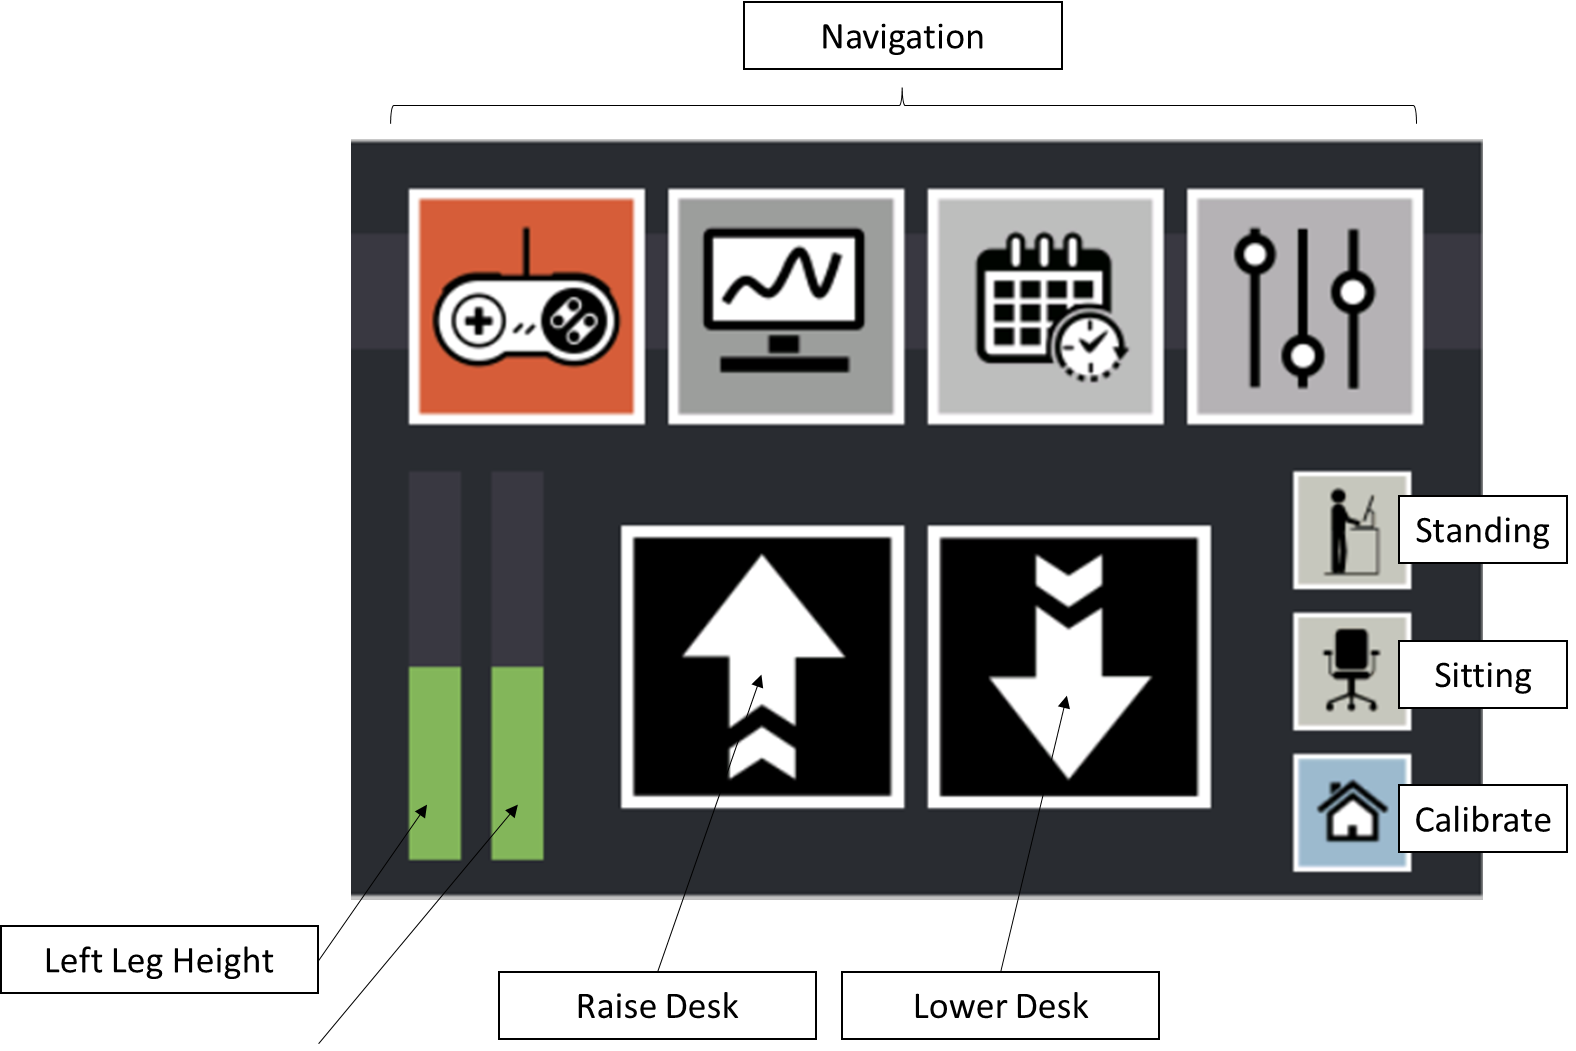 Navigation
Standing
Sitting
Calibrate
Left Leg Height
Raise Desk
Lower Desk